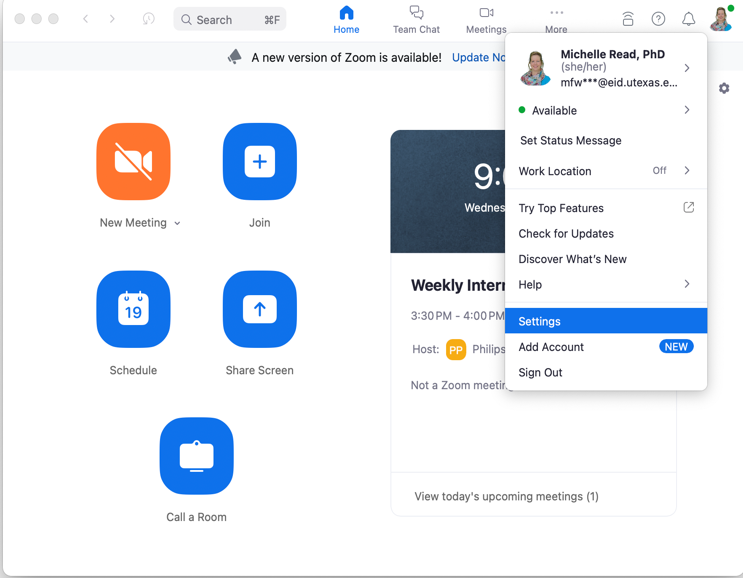 Search ⌘F
Home
Team Chat
Meetings
More
A new version of Zoom is available! Update No
New Meeting
Join
19
Schedule
Share Screen
Call a Room
9:
Wednes
Weekly Inter
3:30 PM - 4:00 PM
Host: PP Philips
Not a Zoom meeting
View today's upcoming meetings (1)
Michelle Read, PhD
(she/her)
mfw***@eid.utexas.e...
Available
Set Status Message
Work Location Off
Try Top Features
Check for Updates
Discover What's New
Help
Settings
Add Account NEW
Sign Out